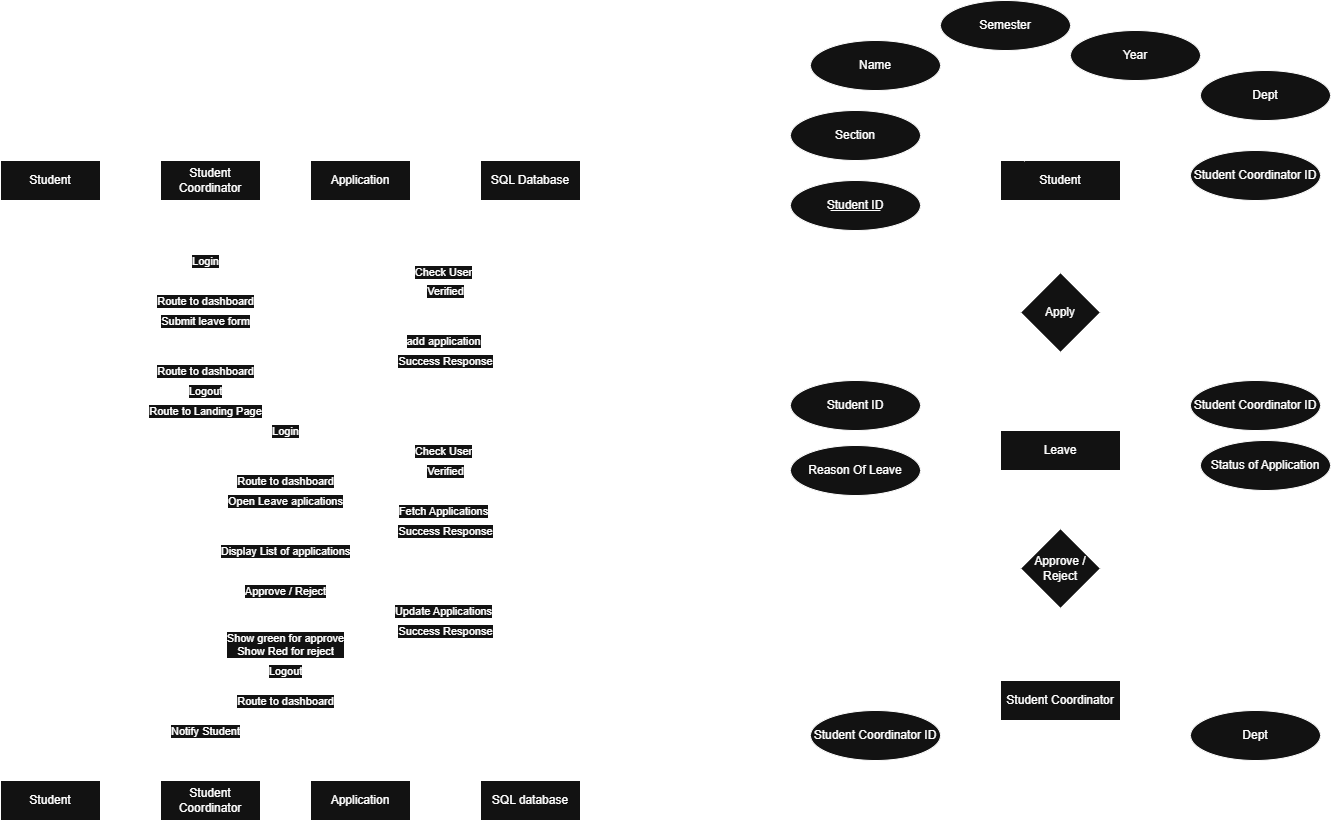 Student
Student
Coordinator
Application
SQL Database
Login
Check User
Verified
Route to dashboard
Submit leave form
add application
Success Response
Route to dashboard
Logout
Route to Landing Page
Login
Check User
Verified
Route to dashboard
Open Leave aplications
Fetch Applications
Success Response
Display List of applications
Approve / Reject
Update Applications
Success Response
Show green for approve
Show Red for reject
Logout
Route to dashboard
Notify Student
Student
Student
Coordinator
Application
SQL database
Semester
Name
Year
Dept
Section
Student
Student Coordinator ID
Student ID
Apply
Student ID
Student Coordinator ID
Leave
Reason Of Leave
Status of Application
Approve /
Reject
Student Coordinator
Student Coordinator ID
Dept